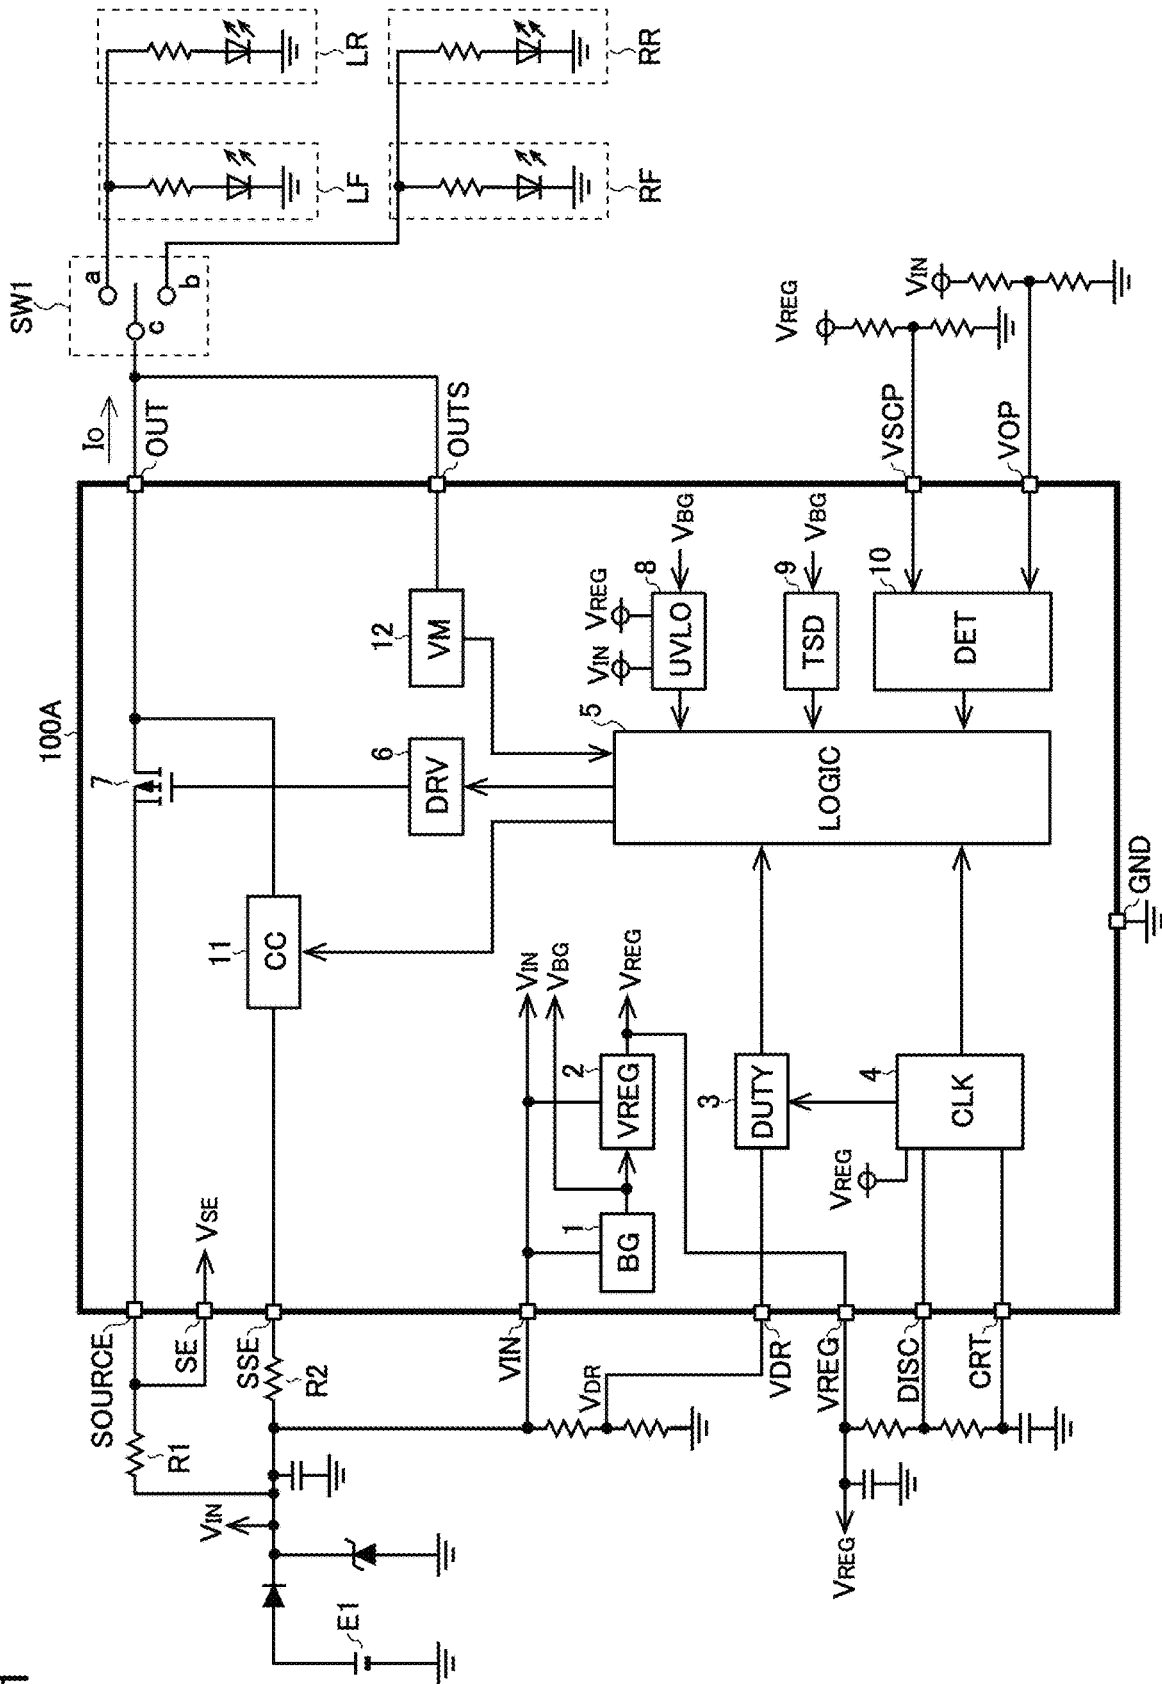 100A
E1
VIN
R1
R2
SOURCE
SE
SSE
VIN
VDR
VDR
VREG
DISC
CRT
VREG
VSE
1
BG
2
VREG
VIN
VBG
VREG
3
DUTY
4
CLK
VREG
11
CC
7
6
DRV
5
LOGIC
12
VM
8
UVLO
VIN
VREG
VBG
9
TSD
VBG
10
DET
GND
OUT
Io
OUTS
VSCP
VOP
VREG
VIN
SW1
a
b
c
LF
LR
RF
RR